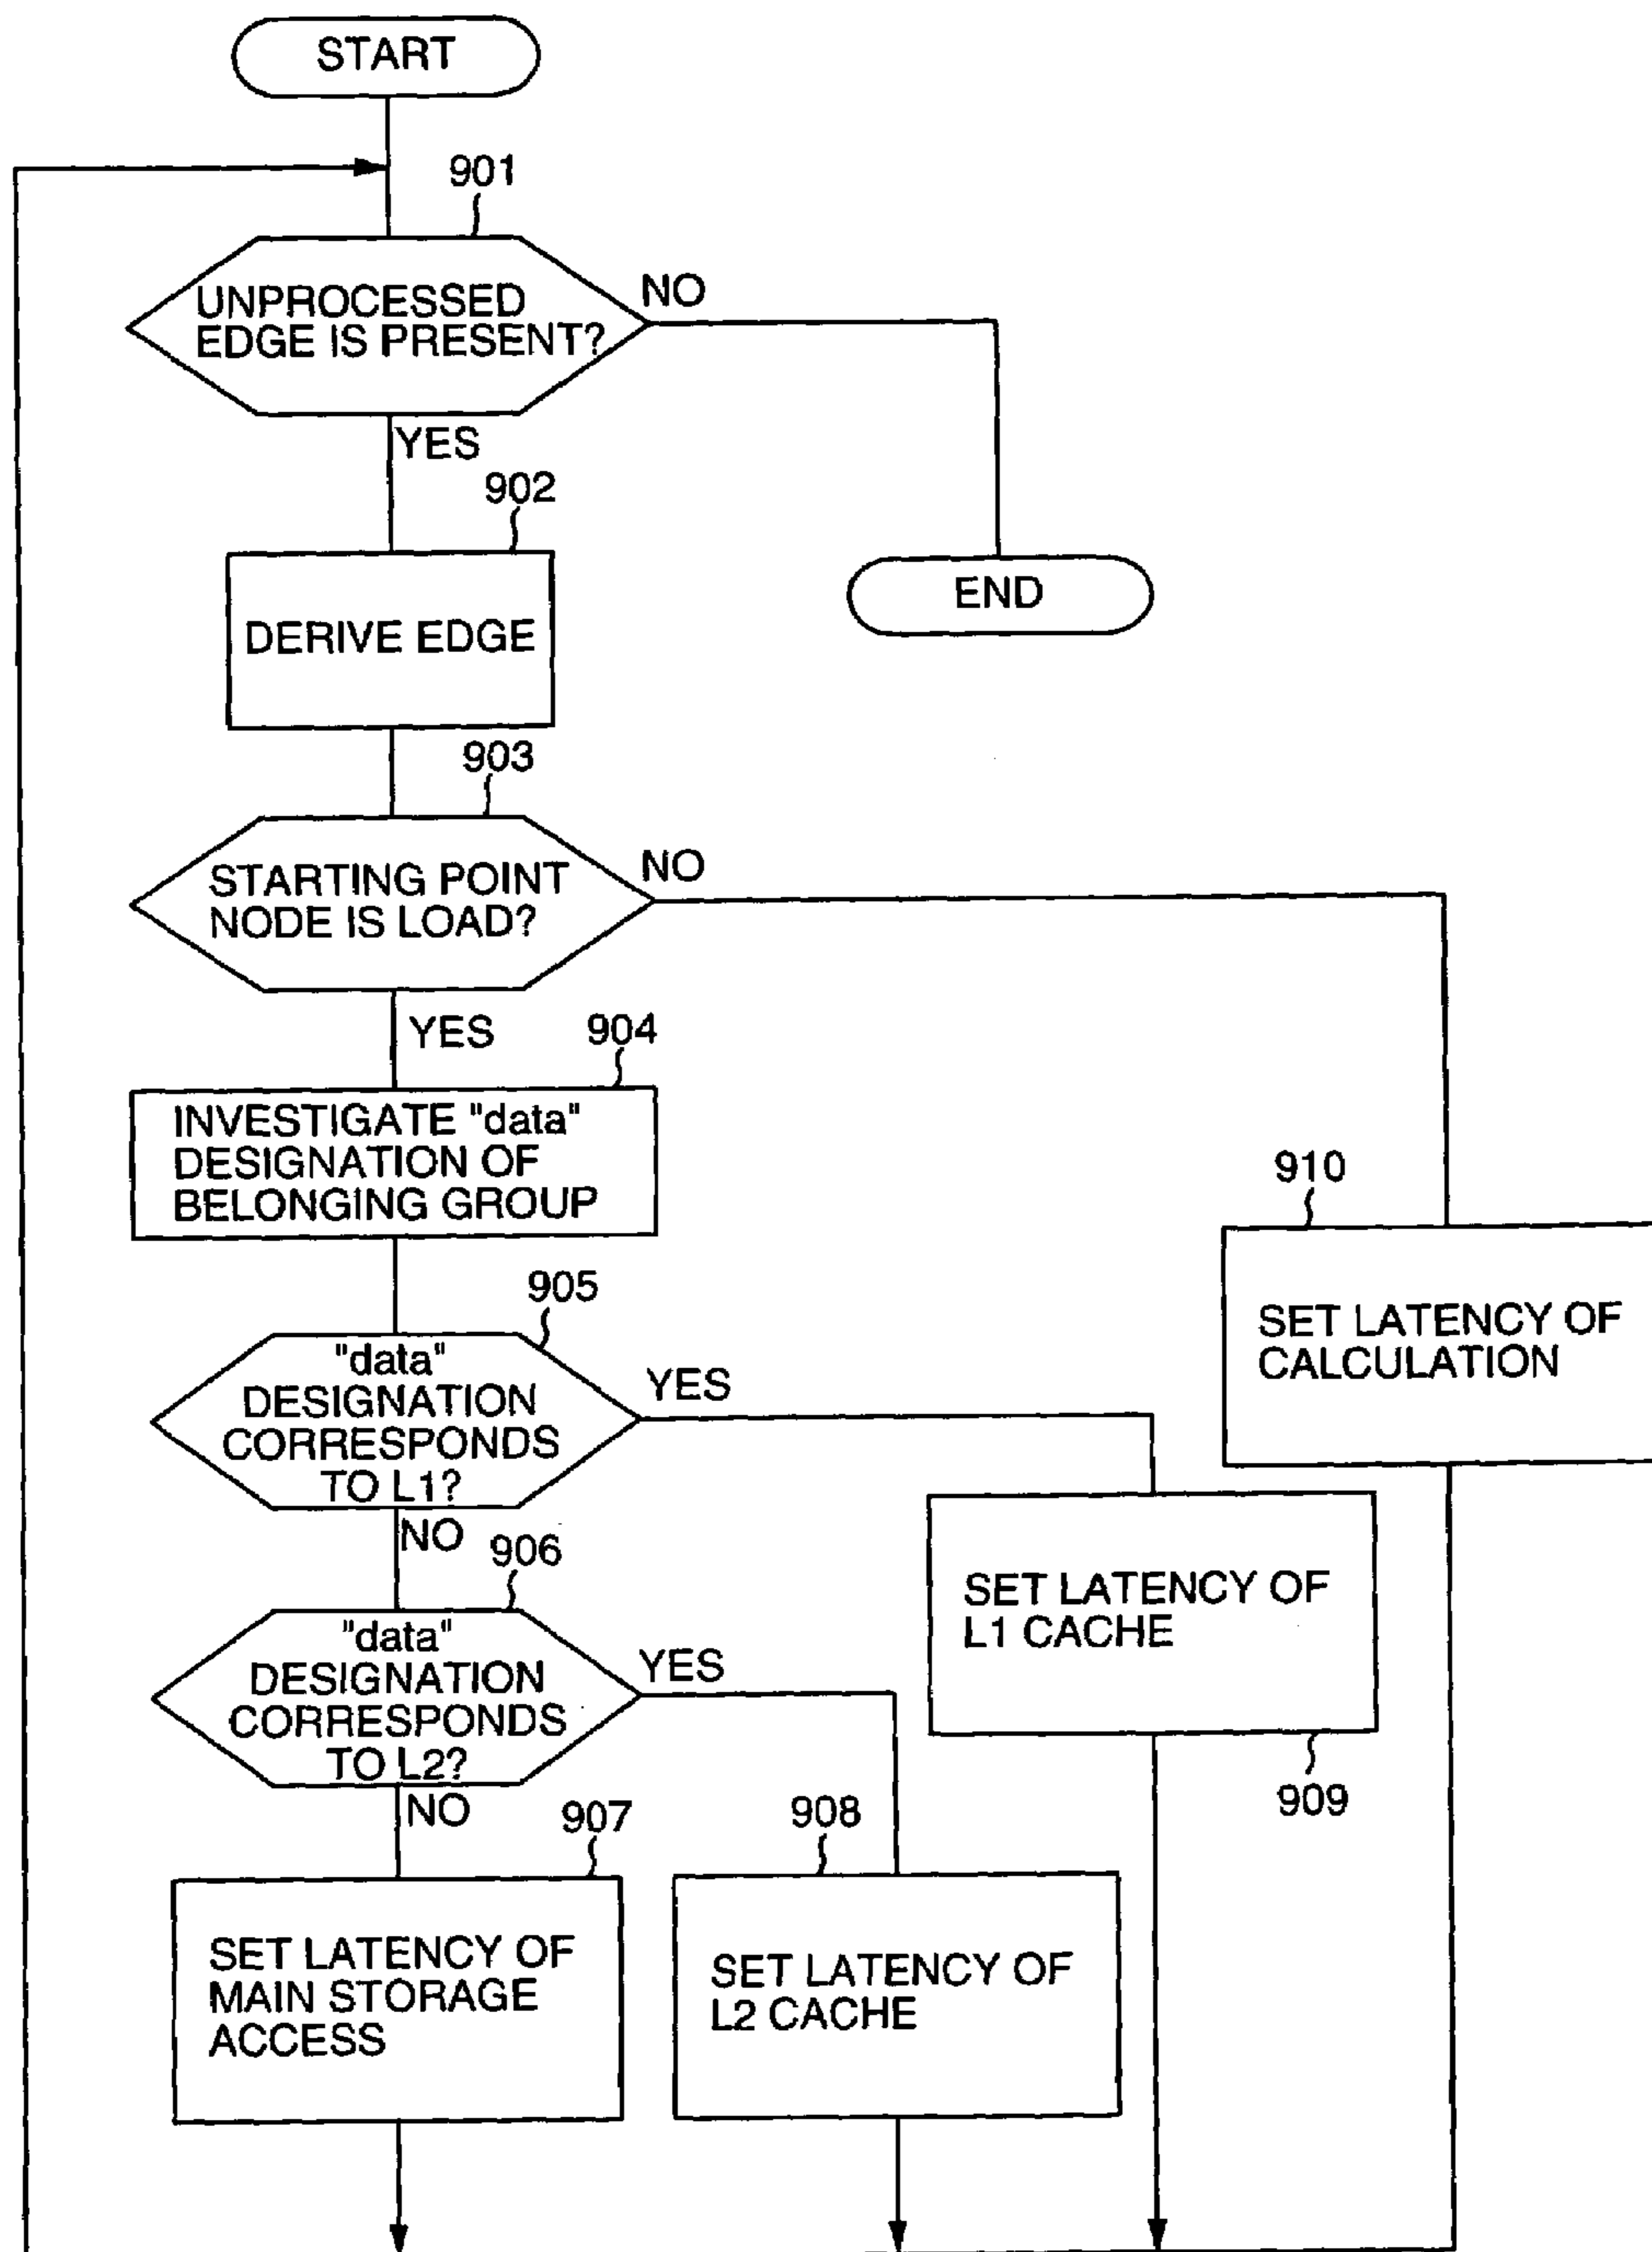 START
901
UNPROCESSED
EDGE IS PRESENT?
NO
YES
902
DERIVE EDGE
END
903
STARTING POINT
NODE IS LOAD?
NO
YES
904
INVESTIGATE "data"
DESIGNATION OF
BELONGING GROUP
910
SET LATENCY OF
CALCULATION
905
"data"
DESIGNATION
CORRESPONDS
TO L1?
YES
NO
906
SET LATENCY OF
L1 CACHE
909
"data"
DESIGNATION
CORRESPONDS
TO L2?
YES
NO
907
SET LATENCY OF
MAIN STORAGE
ACCESS
908
SET LATENCY OF
L2 CACHE